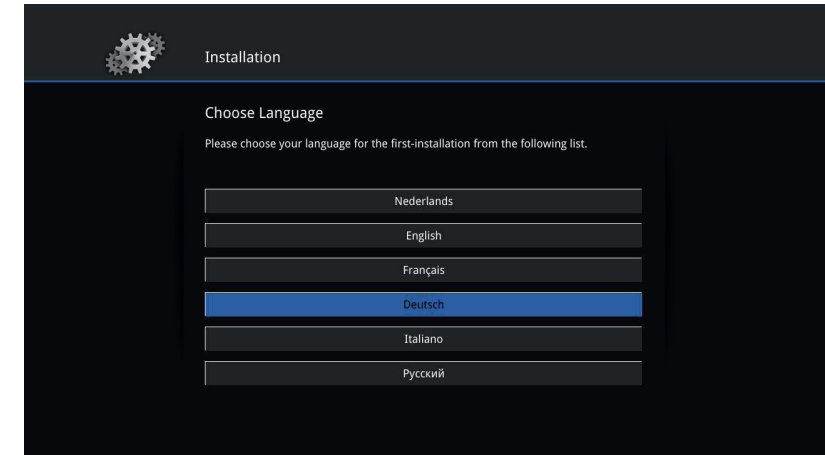 Installation
Choose Language
Please choose your language for the first-installation from the following list.
Nederlands
English
Français
Deutsch
Italiano
Русский